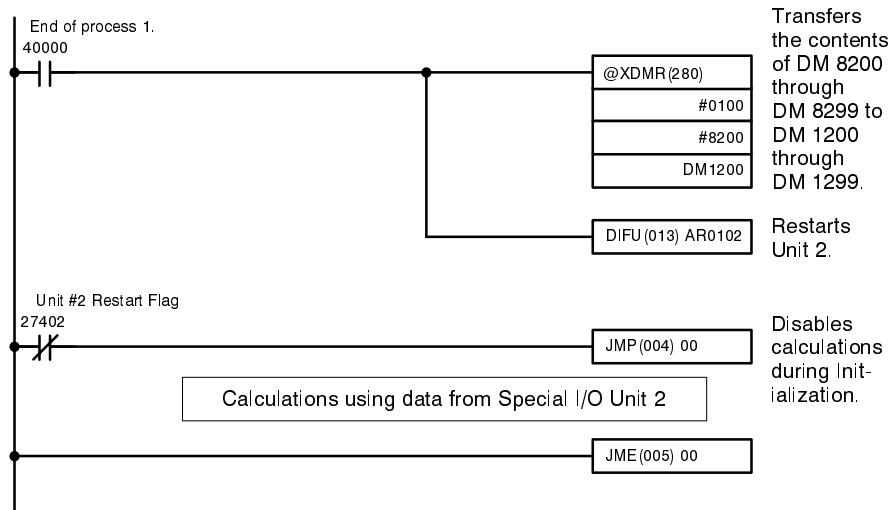 End of process 1.
40000
@XDMR(280)
#0100
#8200
DM1200
Transfers
the contents
of DM 8200
through
DM 8299 to
DM 1200
through
DM 1299.
DIFU(013) AR0102
Restarts
Unit 2.
Unit #2 Restart Flag
27402
JMP(004) 00
Disables
calculations
during Init-
ialization.
Calculations using data from Special I/O Unit 2
JME(005) 00